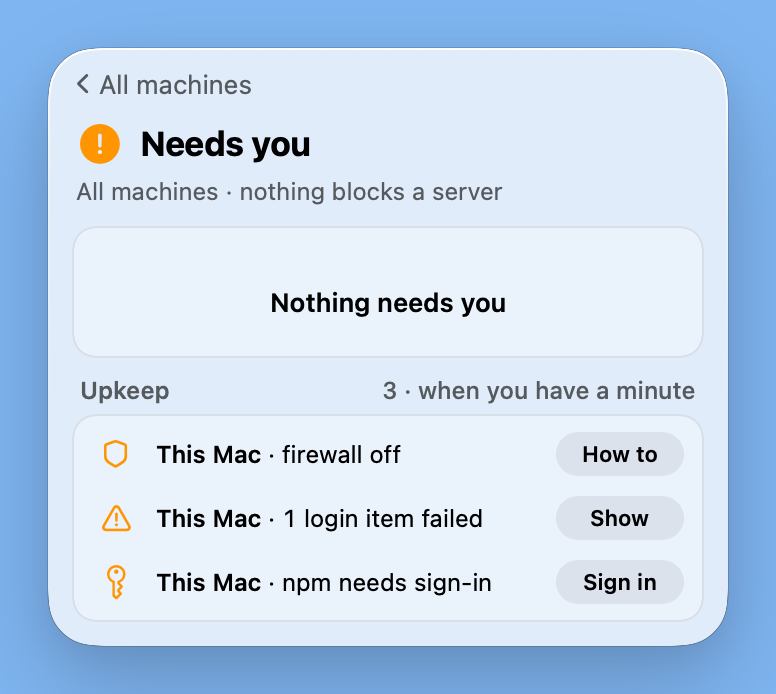 All machines
Needs you
All machines · nothing blocks a server
Nothing needs you
Upkeep 3 · when you have a minute
This Mac · firewall off How to
This Mac · 1 login item failed Show
This Mac · npm needs sign-in Sign in